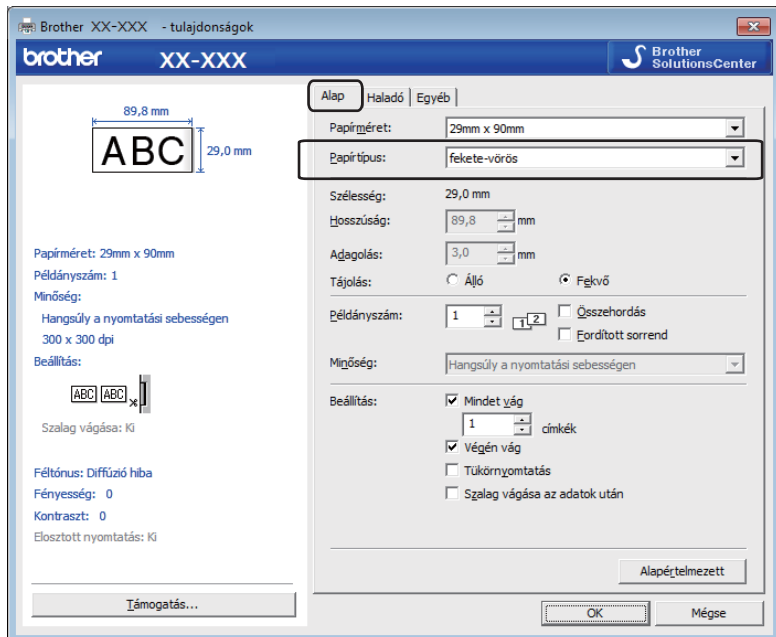 Brother XX-XXX - tulajdonságok
brother XX-XXX
Brother
SolutionsCenter
89,8 mm
ABC
29,0 mm
Papírméret: 29mm x 90mm
Példányszám: 1
Minőség:
Hangsúly a nyomtatási sebességen
300 x 300 dpi
Beállítás:
ABC ABC
Szalag vágása: Ki
Féltónus: Diffúzió hiba
Fényesség: 0
Kontraszt: 0
Elosztott nyomtatás: Ki
Támogatás...
Alap Haladó Egyéb
Papírméret: 29mm x 90mm
Papírtípus: fekete-vörös
Szélesség: 29,0 mm
Hosszúság: 89,8 mm
Adagolás: 3,0 mm
Tájolás: Álló Fekvő
Példányszám: 1 1 2 Összehordás
Fordított sorrend
Minőség: Hangsúly a nyomtatási sebességen
Beállítás: Mindet vág
1 címkék
Végén vág
Tükörnyomtatás
Szalag vágása az adatok után
Alapértelmezett
OK Mégse